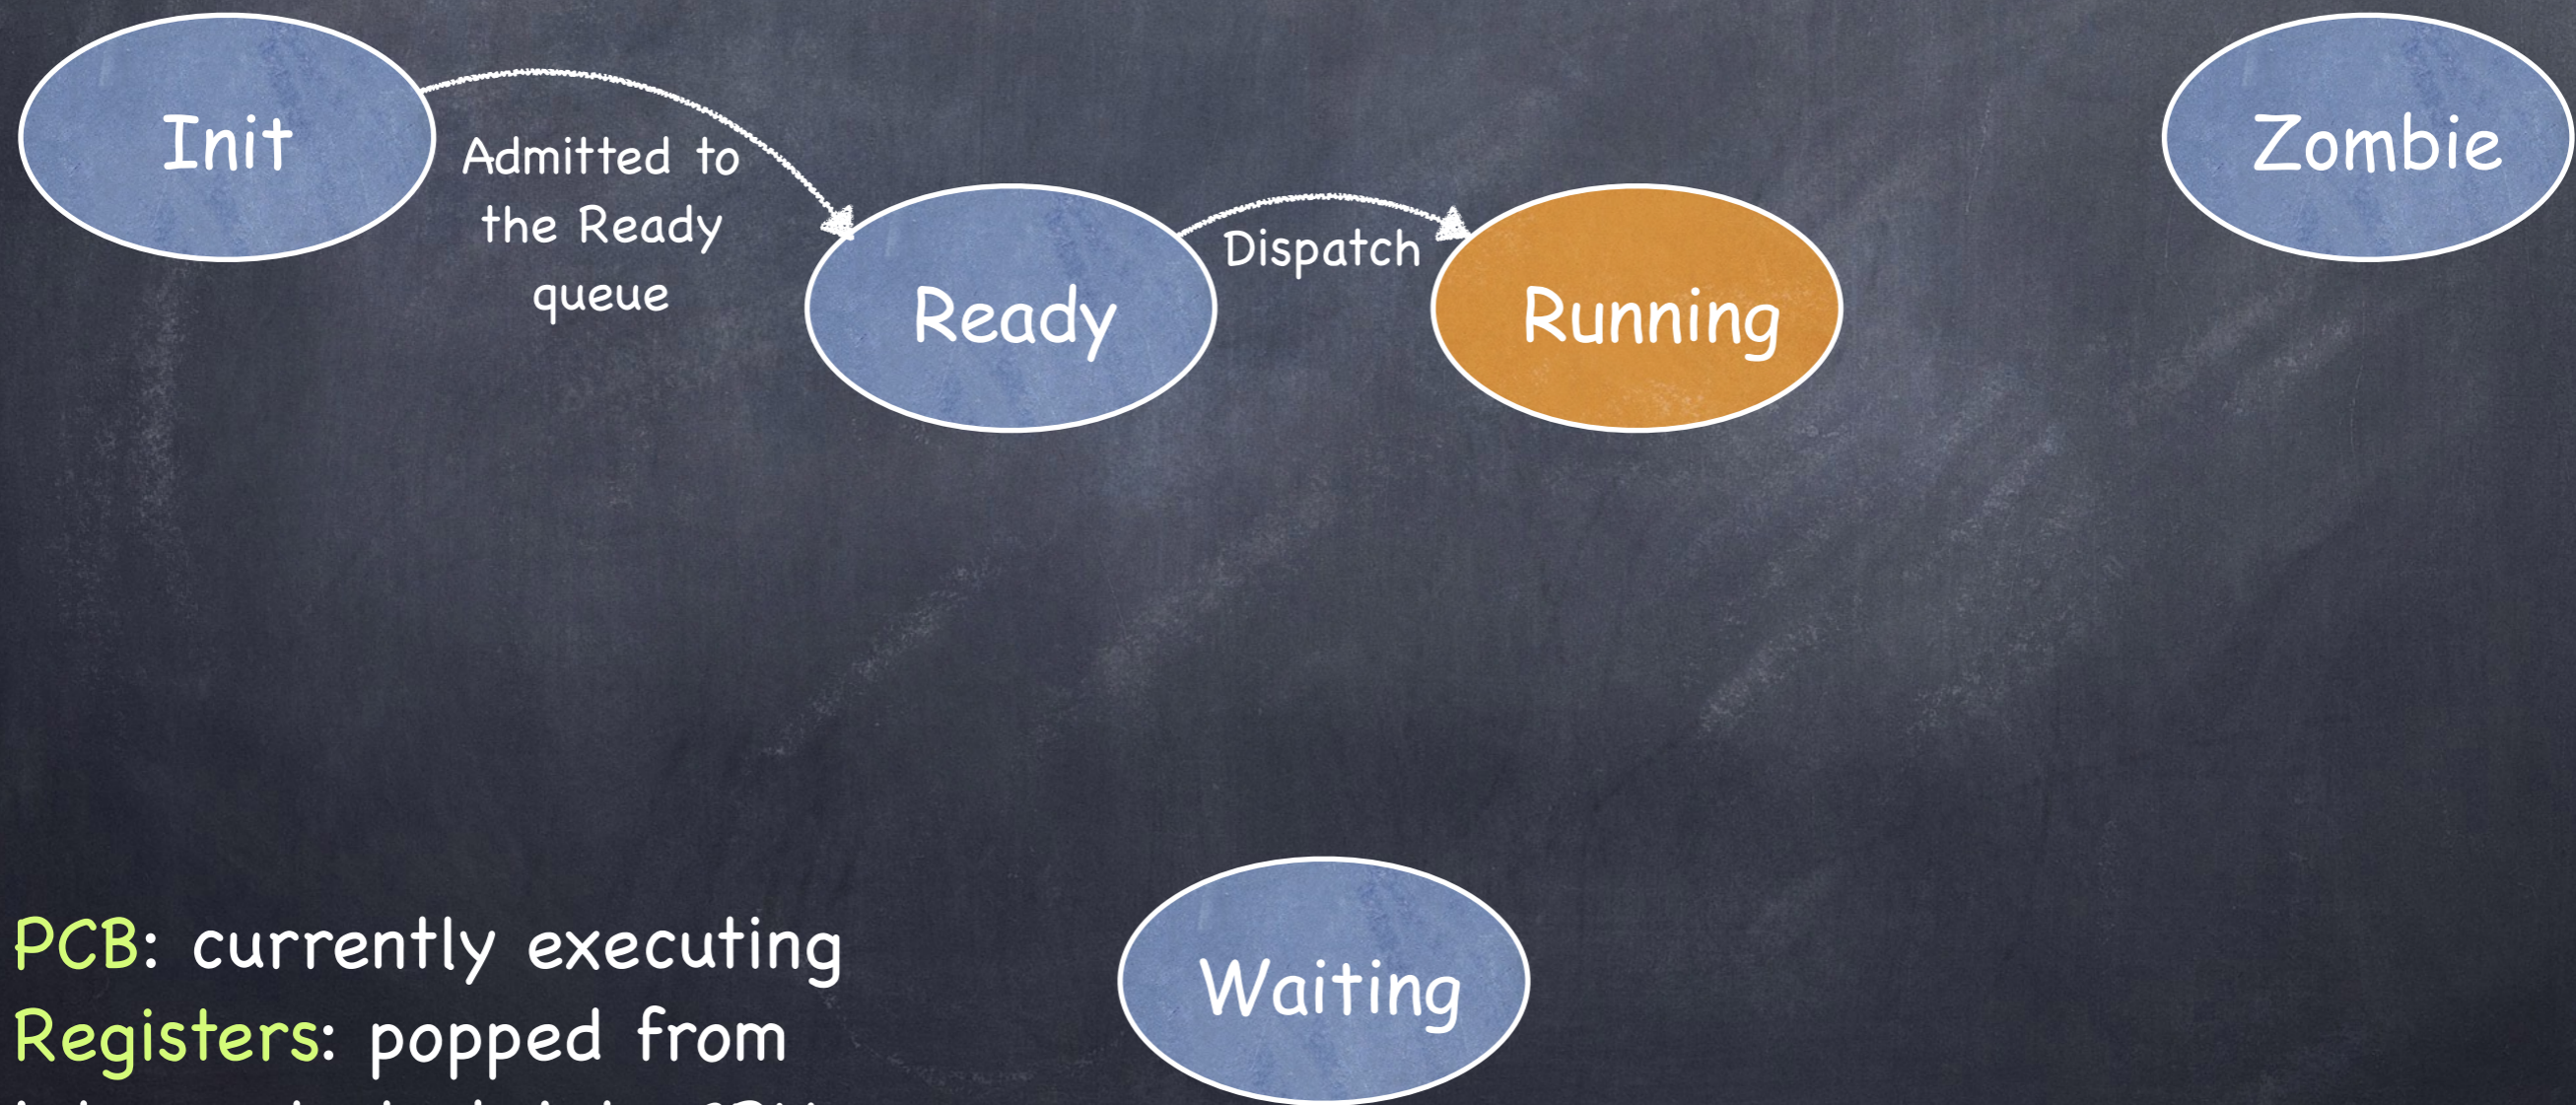 Init
Zombie
Admitted to
the Ready
queue
Dispatch
Ready
Running
PCB: currently executing
Registers: popped from
Waiting